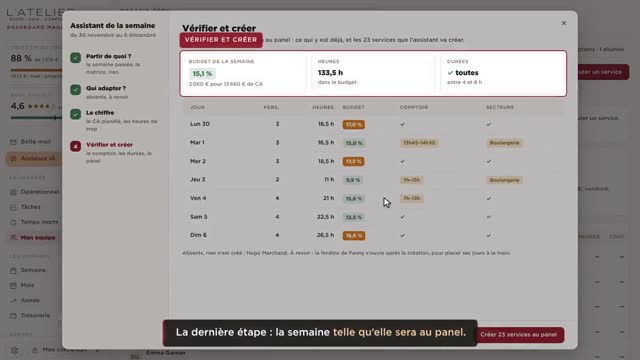 L'ATELIER
DASHBOARD
88 %
4,6
Boîte mail
Assistant IA
Opérationnel
Tâches
Temps morts
Mon équipe
Semaine
Mois
Année
Trésorerie
Assistant de la semaine
du 30 novembre au 6 décembre
Partir de quoi ?
la semaine passée, la
matrice, rien
Qui adapter ?
absents, à revoir
Le chiffre
le CA planifié, les heures de
trop
4 Vérifier et créer
le comptoir, les durées, le
panel
Vérifier et créer
VÉRIFIER ET CRÉER
au panel : ce qui y est déjà, et les 23 services que l'assistant va créer.
BUDGET DE LA SEMAINE
15,1 %
2 060 € pour 13 650 € de CA
HEURES
133,5 h
dans le budget
DURÉES
✓ toutes
entre 4 et 8 h
JOUR PERS. HEURES BUDGET COMPTOIR SECTEURS
Lun 30 3 18,5 h 17,0 % ✓ ✓
Mar 1 3 16,5 h 15,0 % 13h45-14h30 Boulangerie
Mer 2 3 18,5 h 17,3 % ✓ ✓
Jeu 3 2 11 h 9,9 % 7h-13h Boulangerie
Ven 4 4 21 h 15,8 % 7h-13h ✓
Sam 5 4 22,5 h 12,5 % ✓ ✓
Dim 6 4 26,5 h 18,8 % ✓ ✓
Absents, rien n'est créé : Hugo Marchand. À revoir : la fenêtre de Fanny s'ouvre après la création, pour placer ses jours à la main.
La dernière étape : la semaine telle qu'elle sera au panel.
Créer 23 services au panel
HEURES COÛT
Emma Garnier